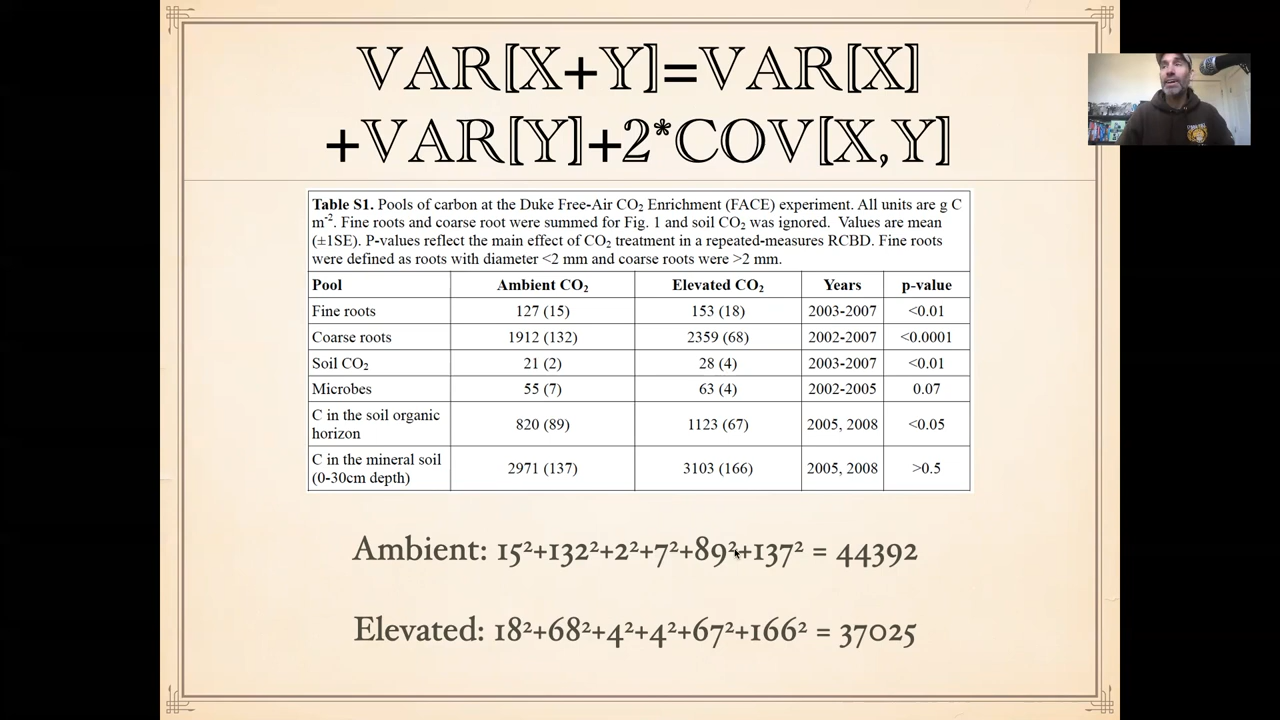 VAR[X+Y]=VAR[X]
+VAR[Y]+2*COV[X,Y]
Table S1. Pools of carbon at the Duke Free-Air CO₂ Enrichment (FACE) experiment. All units are g C
m⁻². Fine roots and coarse root were summed for Fig. 1 and soil CO₂ was ignored. Values are mean
(±1SE). P-values reflect the main effect of CO₂ treatment in a repeated-measures RCBD. Fine roots
were defined as roots with diameter <2 mm and coarse roots were >2 mm.
Pool Ambient CO₂ Elevated CO₂ Years p-value
Fine roots 127 (15) 153 (18) 2003-2007 <0.01
Coarse roots 1912 (132) 2359 (68) 2002-2007 <0.0001
Soil CO₂ 21 (2) 28 (4) 2003-2007 <0.01
Microbes 55 (7) 63 (4) 2002-2005 0.07
C in the soil organic
horizon 820 (89) 1123 (67) 2005, 2008 <0.05
C in the mineral soil
(0-30cm depth) 2971 (137) 3103 (166) 2005, 2008 >0.5
Ambient: 15²+132²+2²+7²+89²+137² = 44392
Elevated: 18²+68²+4²+4²+67²+166² = 37025